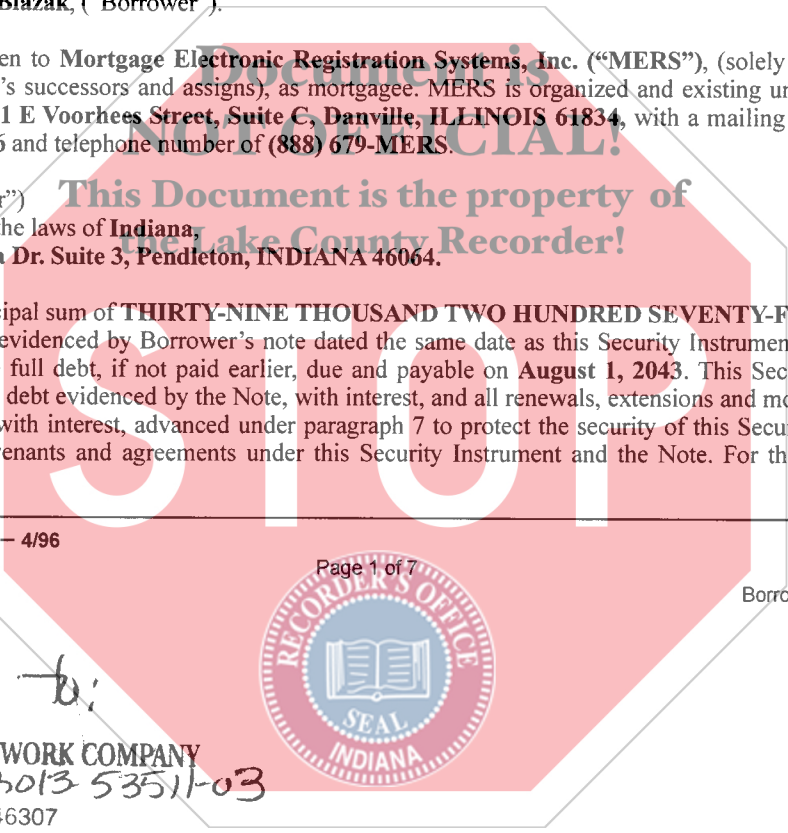 Blazak, ("Borrower").
en to Mortgage Electronic Registration Systems, Inc. (“MERS”), (solely
’s successors and assigns), as mortgagee. MERS is organized and existing un
1 E Voorhees Street, Suite C, Danville, ILLINOIS 61834, with a mailing
6 and telephone number of (888) 679-MERS.
r”)
he laws of Indiana,
a Dr. Suite 3, Pendleton, INDIANA 46064.
Document is
NOT OFFICIAL!
This Document is the property of
the Lake County Recorder!
cipal sum of THIRTY-NINE THOUSAND TWO HUNDRED SEVENTY-F
evidenced by Borrower’s note dated the same date as this Security Instrumen
full debt, if not paid earlier, due and payable on August 1, 2043. This Sec
debt evidenced by the Note, with interest, and all renewals, extensions and mo
with interest, advanced under paragraph 7 to protect the security of this Secu
enants and agreements under this Security Instrument and the Note. For th
STOP
– 4/96
Page 1 of 7
Borro
RECORDER'S OFFICE
SEAL
INDIANA
to:
WORK COMPANY
3013 53511-03
46307